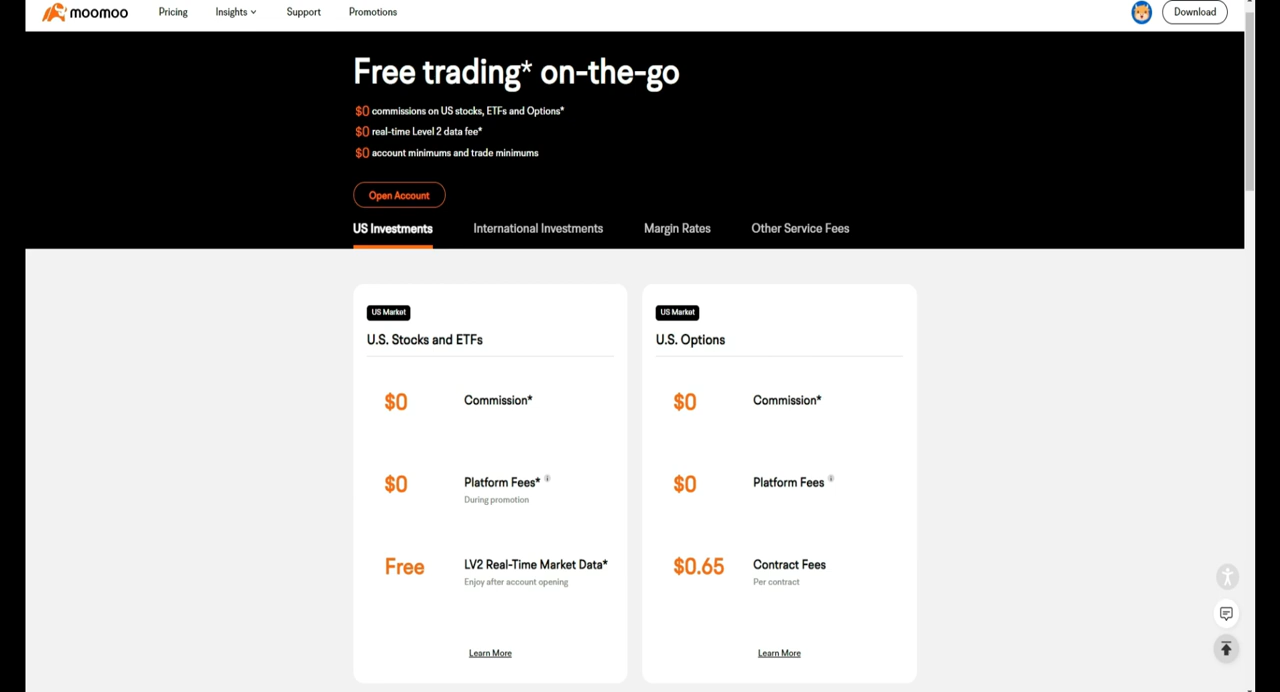 moomoo
Pricing
Insights
Support
Promotions
Download
Free trading* on-the-go
$0 commissions on US stocks, ETFs and Options*
$0 real-time Level 2 data fee*
$0 account minimums and trade minimums
Open Account
US Investments
International Investments
Margin Rates
Other Service Fees
US Market
U.S. Stocks and ETFs
$0 Commission*
$0 Platform Fees*
During promotion
Free LV2 Real-Time Market Data*
Enjoy after account opening
Learn More
US Market
U.S. Options
$0 Commission*
$0 Platform Fees
$0.65 Contract Fees
Per contract
Learn More